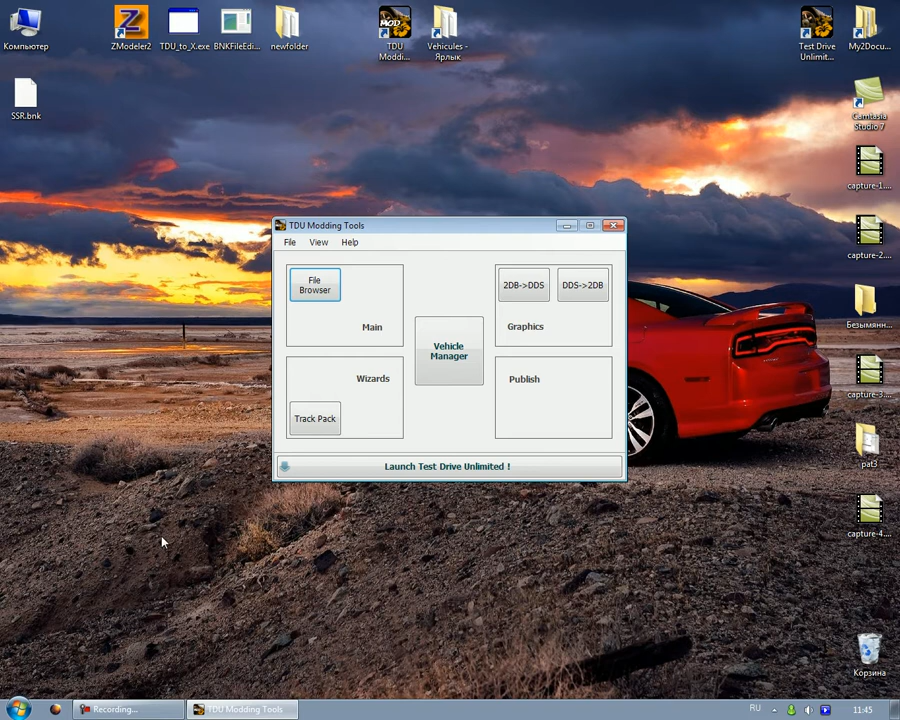 Компьютер
ZModeler2
TDU_to_X.exe
BNKFileEdi...
newfolder
TDU
Moddi...
Vehicules -
Ярлык
Test Drive
Unlimit...
My2Docu...
SSR.bnk
Camtasia
Studio 7
capture-1....
capture-2....
Безымянн...
capture-3....
pat3
capture-4....
Корзина
TDU Modding Tools
File View Help
File
Browser
Main
2DB->DDS
DDS->2DB
Graphics
Vehicle
Manager
Wizards
Track Pack
Publish
Launch Test Drive Unlimited !
Recording...
TDU Modding Tools
RU
11:45